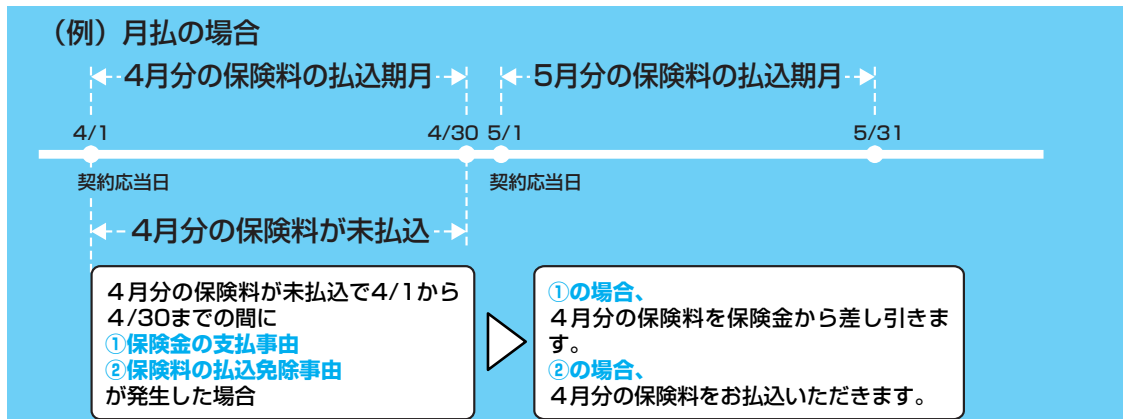 （例）月払の場合
4月分の保険料の払込期月
5月分の保険料の払込期月
4/1
4/30
5/1
5/31
契約応当日
契約応当日
4月分の保険料が未払込
４月分の保険料が未払込で4/1から
４/30までの間に
①保険金の支払事由
②保険料の払込免除事由
が発生した場合
①の場合、
４月分の保険料を保険金から差し引きま
す。
②の場合、
４月分の保険料をお払込いただきます。